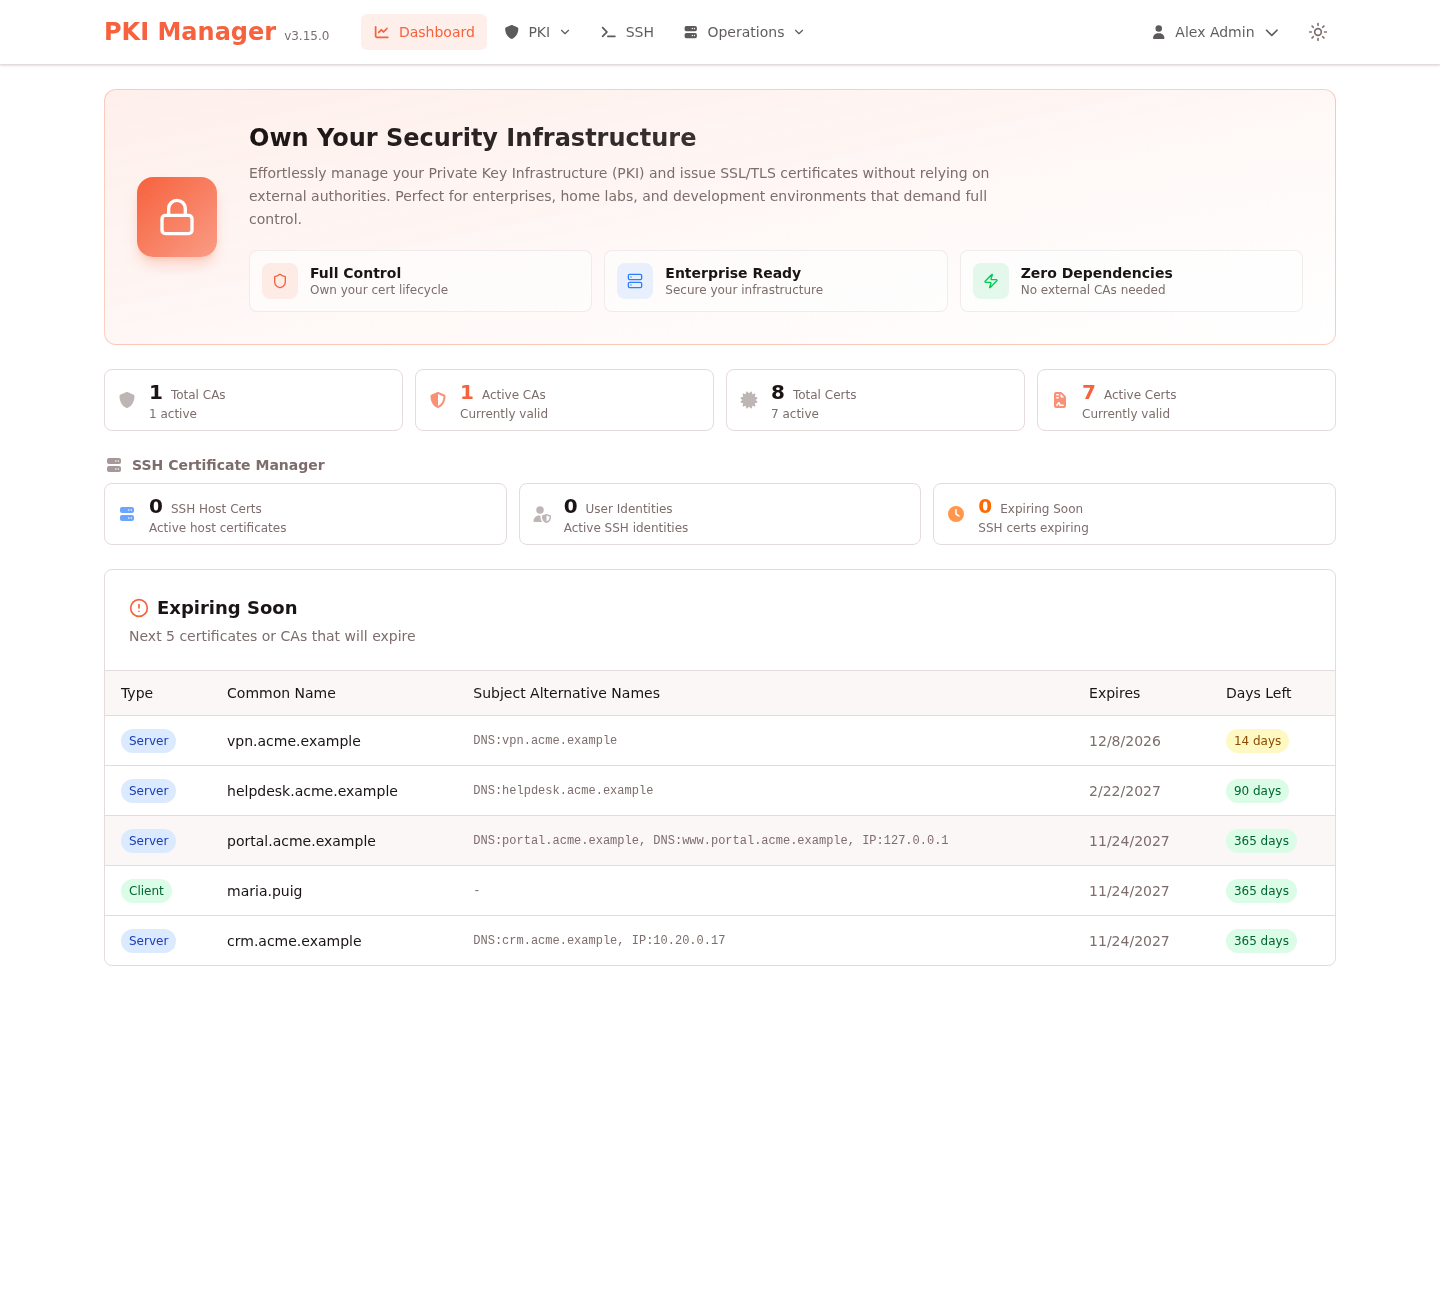 PKI Manager v3.15.0 Dashboard PKI SSH Operations Alex Admin
Own Your Security Infrastructure
Effortlessly manage your Private Key Infrastructure (PKI) and issue SSL/TLS certificates without relying on
external authorities. Perfect for enterprises, home labs, and development environments that demand full
control.
Full Control
Own your cert lifecycle
Enterprise Ready
Secure your infrastructure
Zero Dependencies
No external CAs needed
1 Total CAs
1 active
1 Active CAs
Currently valid
8 Total Certs
7 active
7 Active Certs
Currently valid
SSH Certificate Manager
0 SSH Host Certs
Active host certificates
0 User Identities
Active SSH identities
0 Expiring Soon
SSH certs expiring
Expiring Soon
Next 5 certificates or CAs that will expire
Type Common Name Subject Alternative Names Expires Days Left
Server vpn.acme.example DNS:vpn.acme.example 12/8/2026 14 days
Server helpdesk.acme.example DNS:helpdesk.acme.example 2/22/2027 90 days
Server portal.acme.example DNS:portal.acme.example, DNS:www.portal.acme.example, IP:127.0.0.1 11/24/2027 365 days
Client maria.puig - 11/24/2027 365 days
Server crm.acme.example DNS:crm.acme.example, IP:10.20.0.17 11/24/2027 365 days